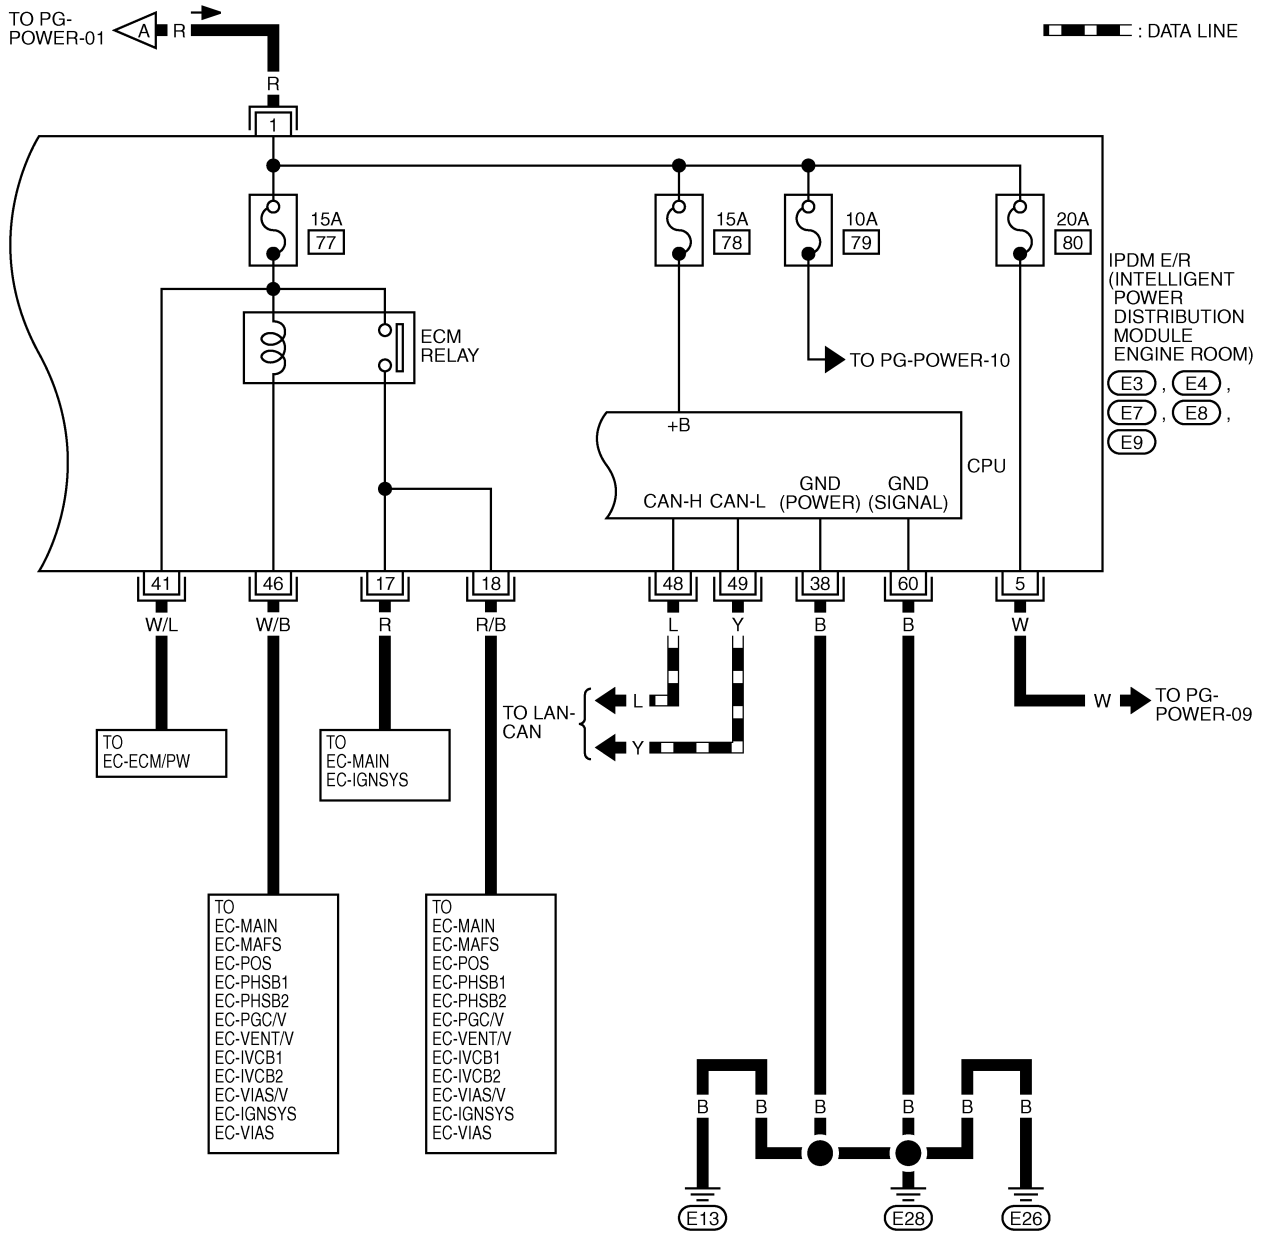 TO PG-
POWER-01
A
R
: DATA LINE
R
1
15A
77
15A
78
10A
79
20A
80
IPDM E/R
(INTELLIGENT
POWER
DISTRIBUTION
MODULE
ENGINE ROOM)
E3 , E4 ,
E7 , E8 ,
E9
ECM
RELAY
TO PG-POWER-10
+B
CPU
CAN-H
CAN-L
GND
(POWER)
GND
(SIGNAL)
41
46
17
18
48
49
38
60
5
W/L
W/B
R
R/B
L
Y
B
B
W
TO LAN-
CAN
L
Y
W
TO PG-
POWER-09
TO
EC-ECM/PW
TO
EC-MAIN
EC-IGNSYS
TO
EC-MAIN
EC-MAFS
EC-POS
EC-PHSB1
EC-PHSB2
EC-PGC/V
EC-VENT/V
EC-IVCB1
EC-IVCB2
EC-VIAS/V
EC-IGNSYS
EC-VIAS
TO
EC-MAIN
EC-MAFS
EC-POS
EC-PHSB1
EC-PHSB2
EC-PGC/V
EC-VENT/V
EC-IVCB1
EC-IVCB2
EC-VIAS/V
EC-IGNSYS
EC-VIAS
B
B
B
B
B
B
E13
E28
E26